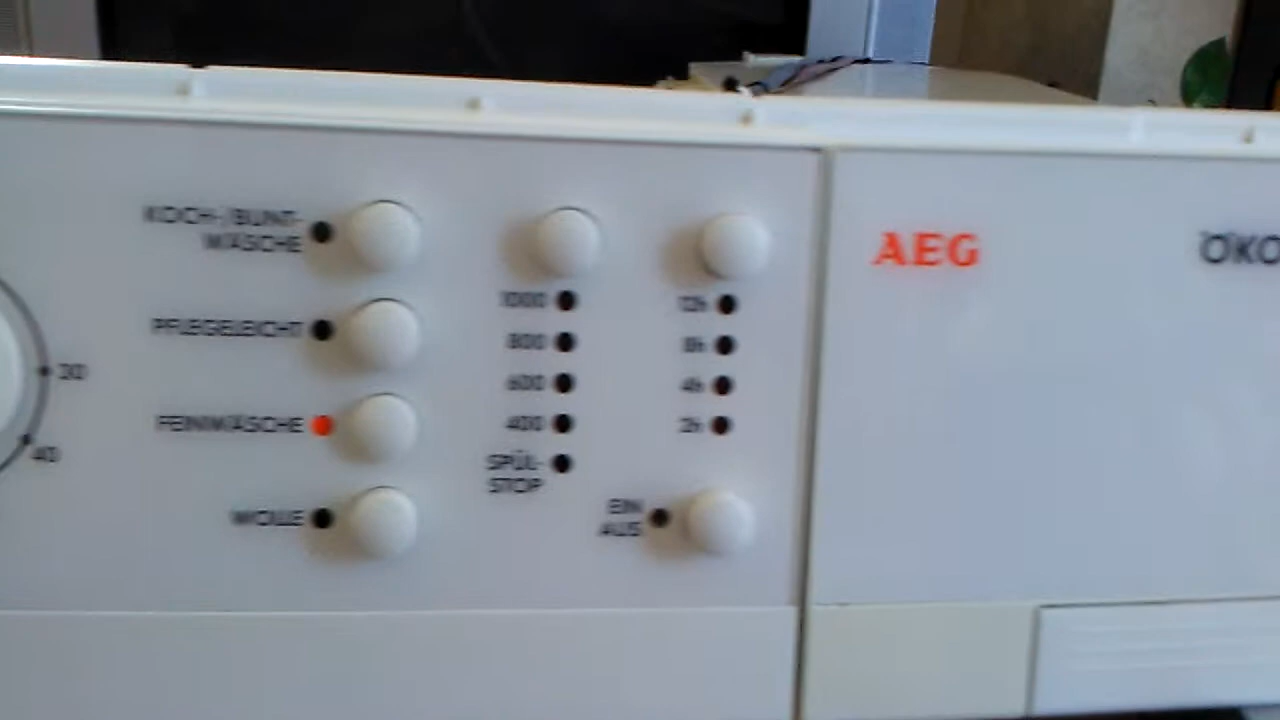 KOCH-/BUNT-
WÄSCHE
PFLEGELEICHT
FEINWÄSCHE
WOLLE
30
40
1000
800
600
400
SPÜL-
STOP
12h
8h
4h
2h
EIN
AUS
AEG
ÖKO